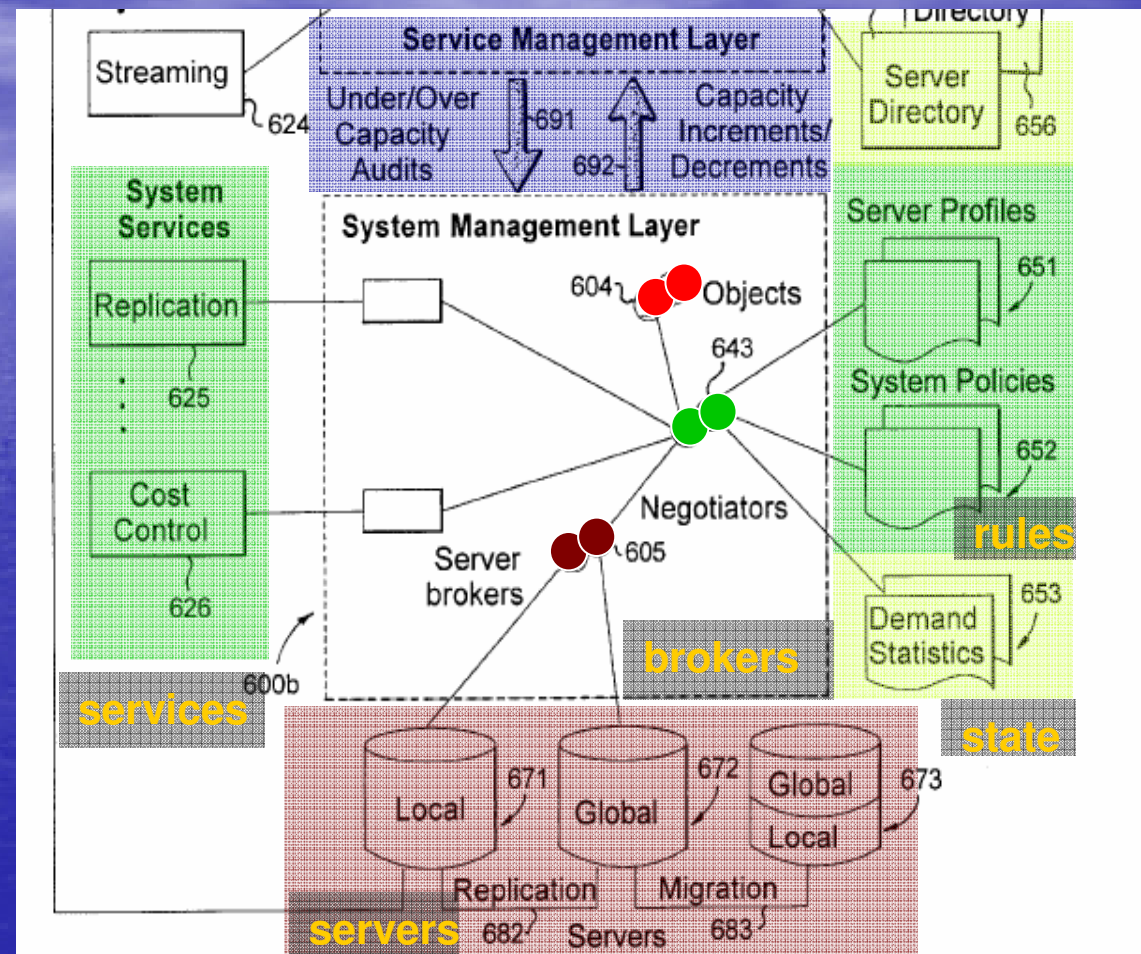 Directory
Service Management Layer
Streaming
624
Under/Over
Capacity
Audits
691
692
Capacity
Increments/
Decrements
Server
Directory
656
System
Services
System Management Layer
Server Profiles
651
604
Objects
Replication
625
643
System Policies
652
rules
Cost
Control
626
Negotiators
605
Server
brokers
653
Demand
Statistics
brokers
600b
services
state
671
Local
672
Global
673
Global
Local
Replication
682
Migration
683
servers
Servers